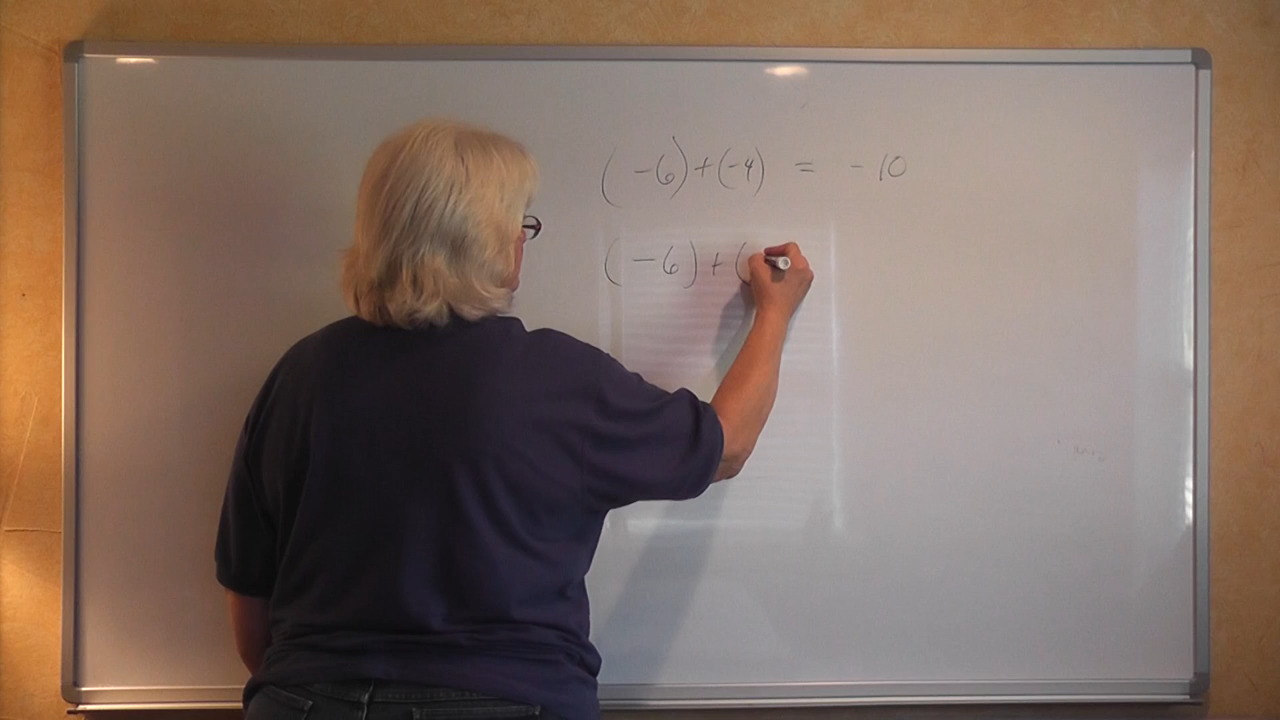 (-6)+(-4) = -10
(-6) + (